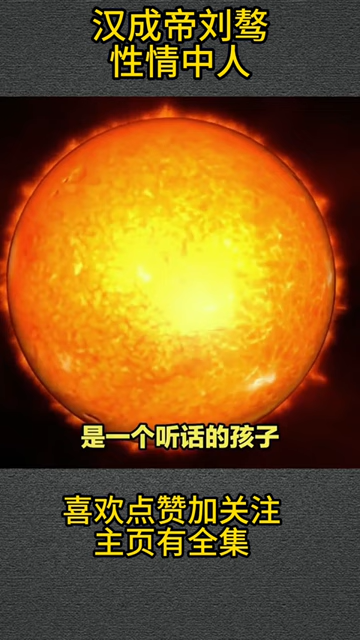 汉成帝刘骜
性情中人
是一个听话的孩子
喜欢点赞加关注
主页有全集